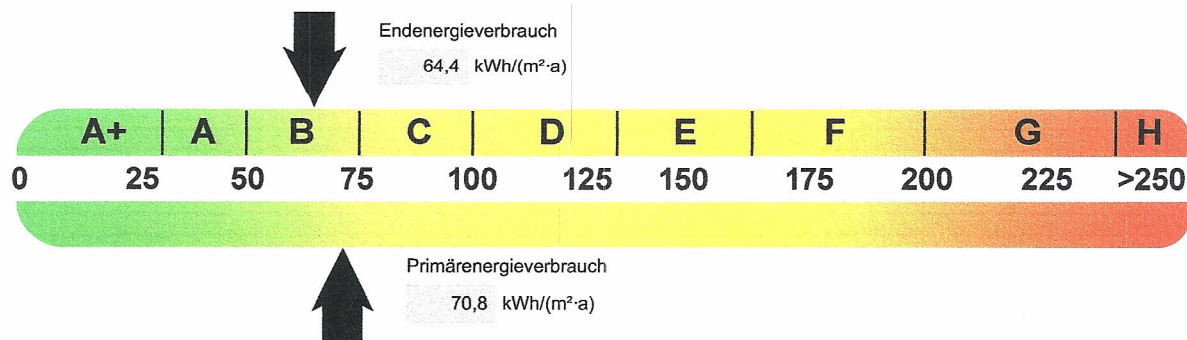 Endenergieverbrauch
64,4 kWh/(m²·a)
A+ A B C D E F G H
0 25 50 75 100 125 150 175 200 225 >250
Primärenergieverbrauch
70,8 kWh/(m²·a)